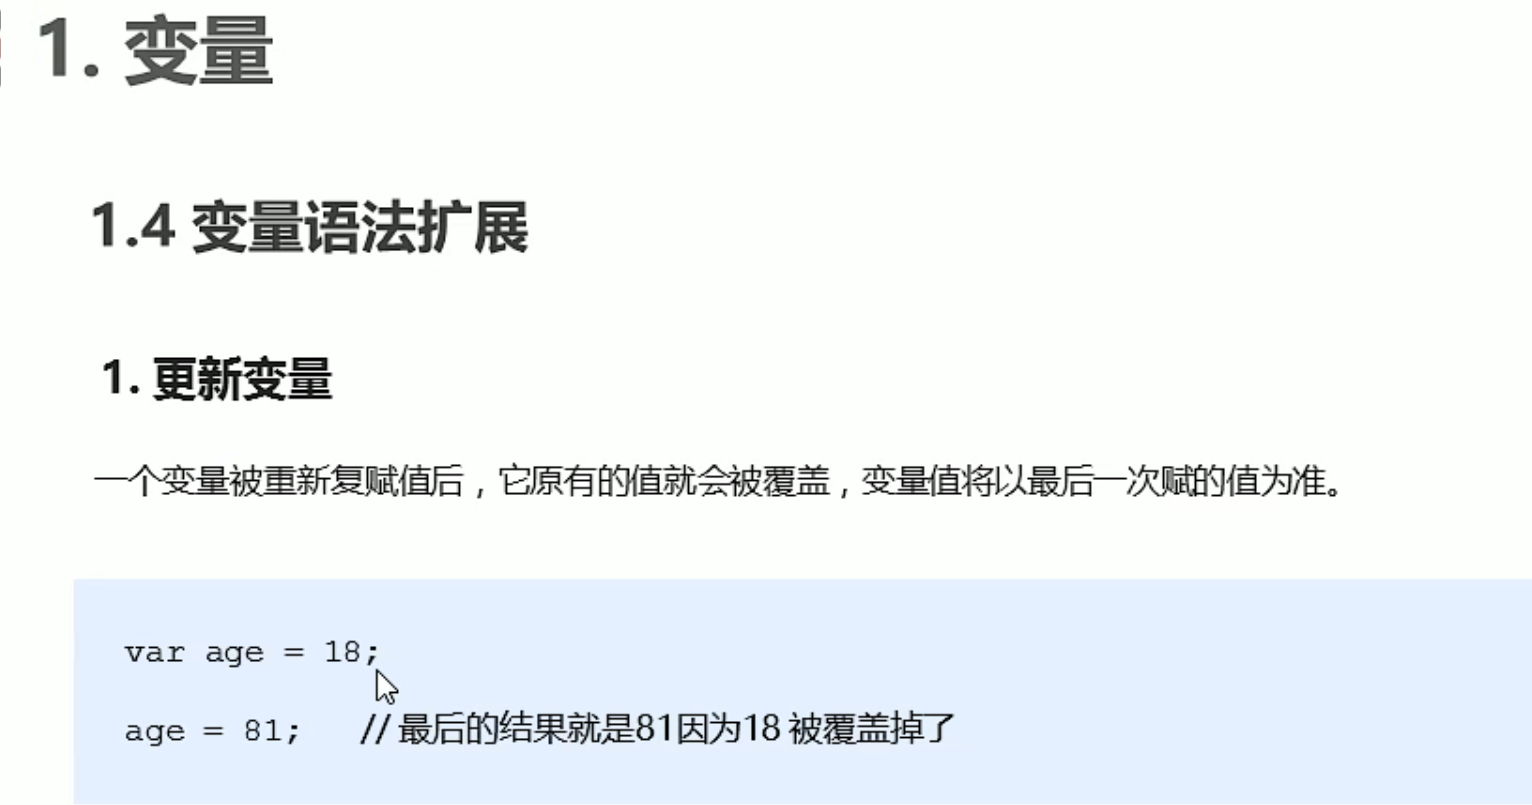 1. 变量
1.4 变量语法扩展
1. 更新变量
一个变量被重新复赋值后，它原有的值就会被覆盖，变量值将以最后一次赋的值为准。
var age = 18;
age = 81;   // 最后的结果就是81因为18 被覆盖掉了